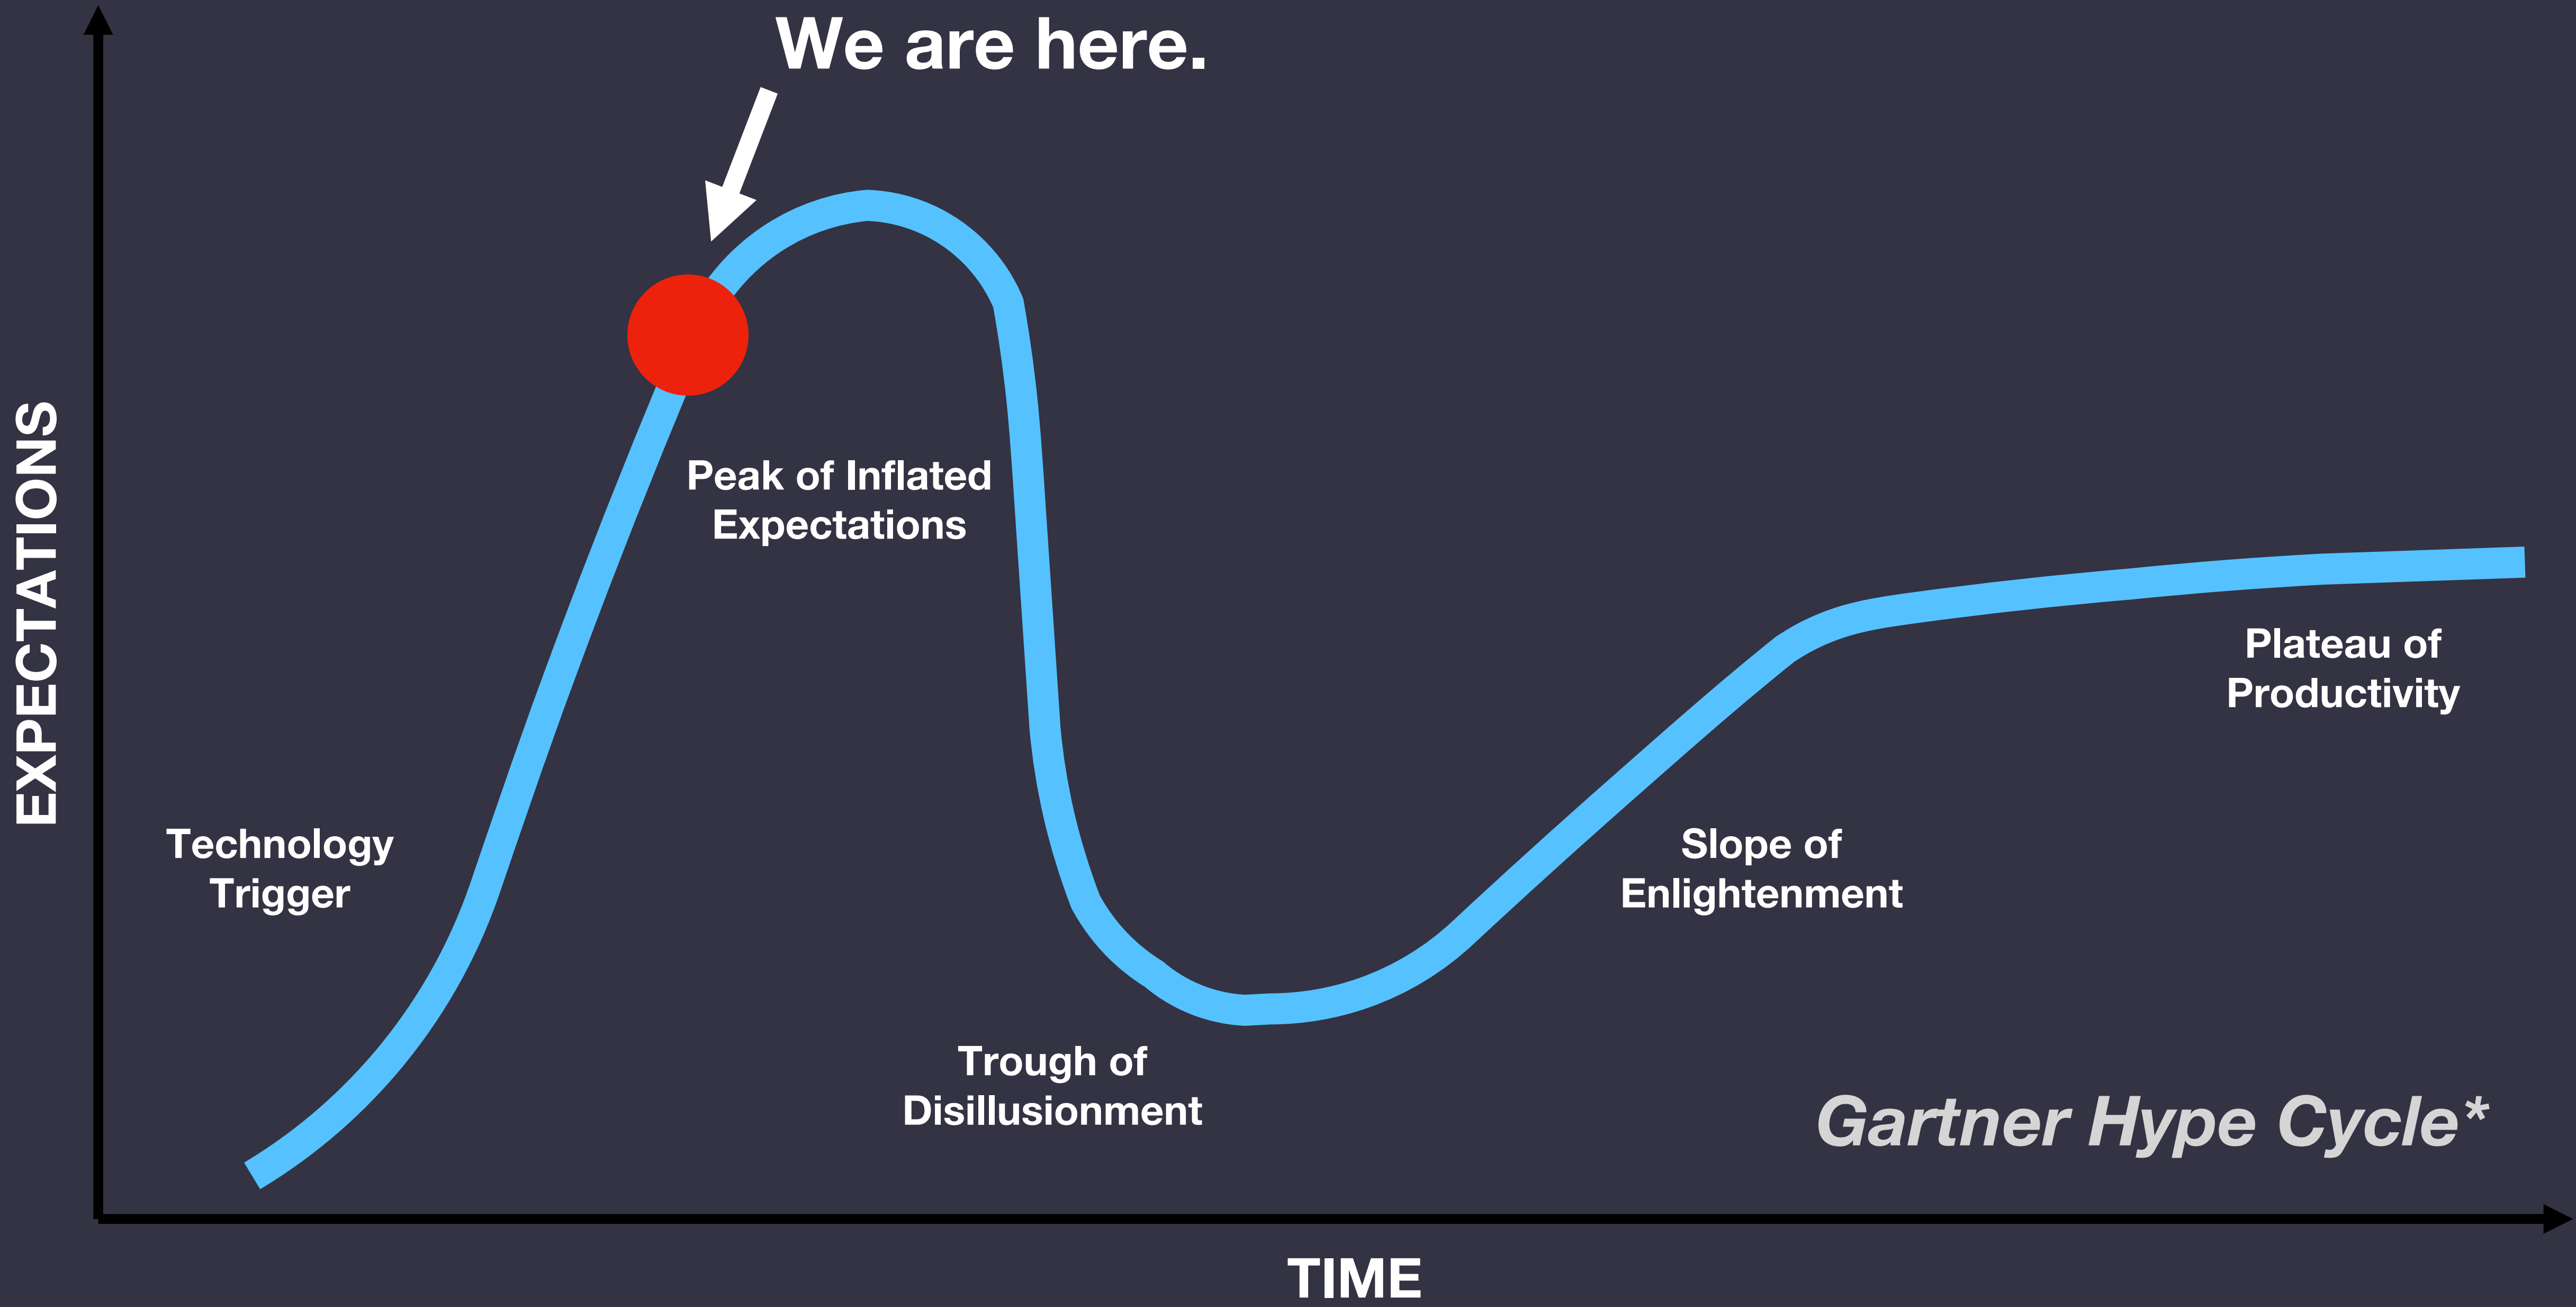 We are here.
EXPECTATIONS
Peak of Inflated
Expectations
Technology
Trigger
Trough of
Disillusionment
Slope of
Enlightenment
Plateau of
Productivity
Gartner Hype Cycle*
TIME